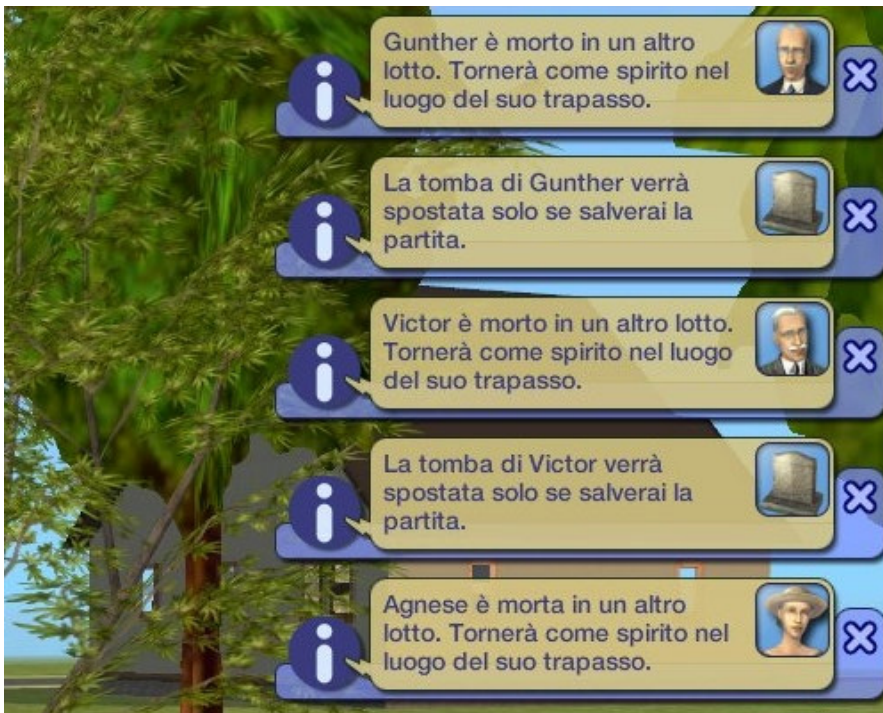 Gunther è morto in un altro
lotto. Tornerà come spirito nel
luogo del suo trapasso.
La tomba di Gunther verrà
spostata solo se salverai la
partita.
Victor è morto in un altro lotto.
Tornerà come spirito nel luogo
del suo trapasso.
La tomba di Victor verrà
spostata solo se salverai la
partita.
Agnese è morta in un altro
lotto. Tornerà come spirito nel
luogo del suo trapasso.